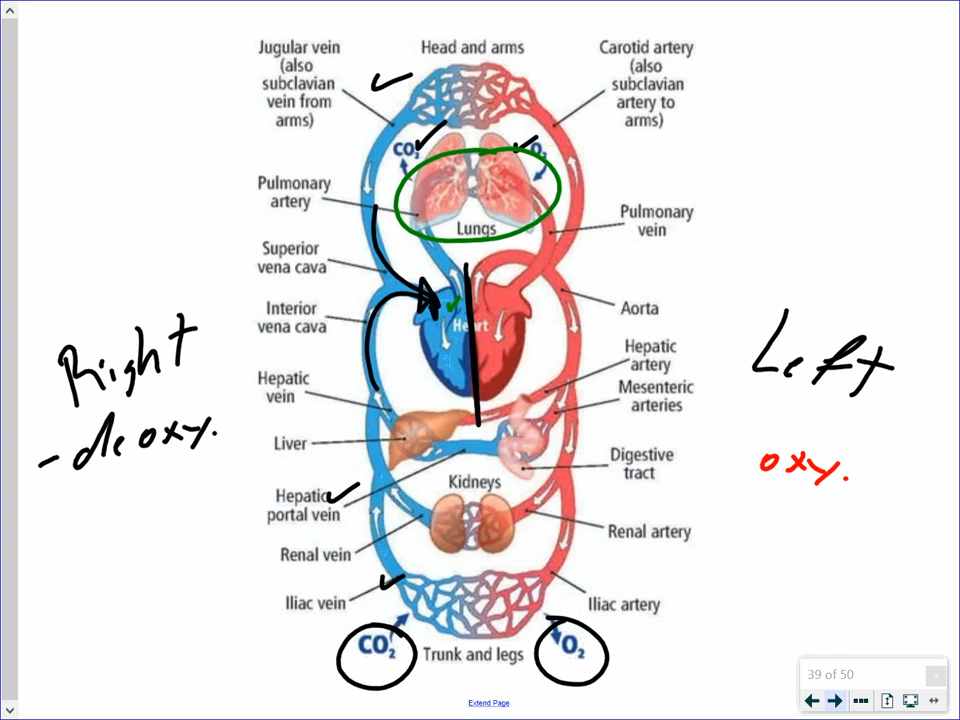 Jugular vein
(also
subclavian
vein from
arms)
Head and arms
Carotid artery
(also
subclavian
artery to
arms)
CO₂
O₂
Pulmonary
artery
Lungs
Pulmonary
vein
Superior
vena cava
Interior
vena cava
Heart
Aorta
Right
- deoxy.
Left
oxy.
Hepatic
artery
Mesenteric
arteries
Hepatic
vein
Liver
Digestive
tract
Kidneys
Hepatic
portal vein
Renal artery
Renal vein
Iliac vein
Iliac artery
CO₂
Trunk and legs
O₂
39 of 50
Extend Page